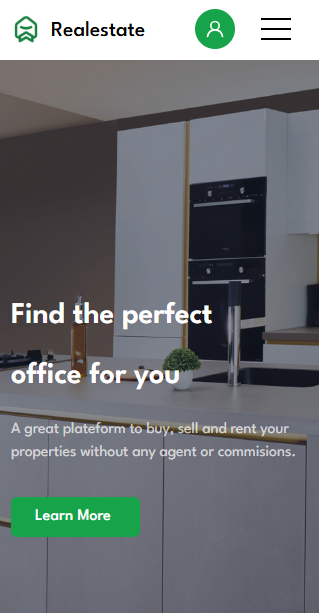 Realestate
Find the perfect
office for you
A great plateform to buy, sell and rent your
properties without any agent or commisions.
Learn More